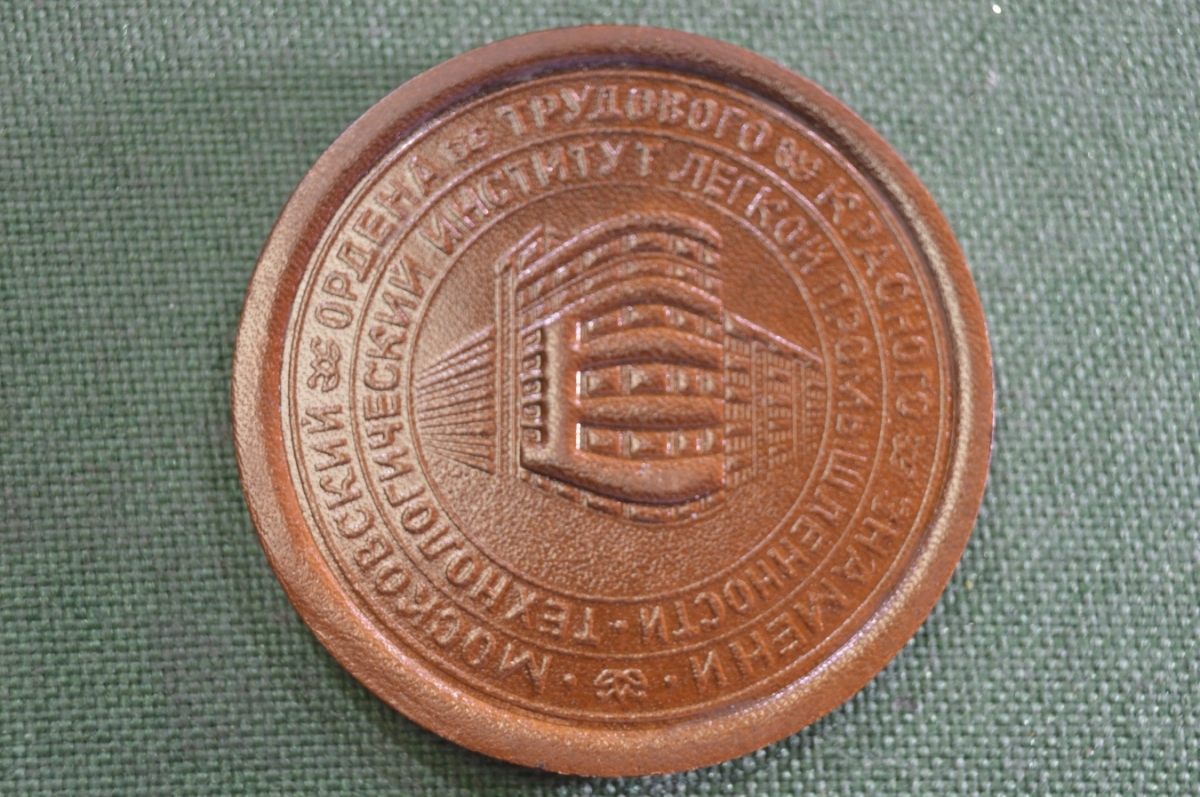 МОСКОВСКИЙ ОРДЕНА ТРУДОВОГО КРАСНОГО ЗНАМЕНИ
ТЕХНОЛОГИЧЕСКИЙ ИНСТИТУТ ЛЕГКОЙ ПРОМЫШЛЕННОСТИ